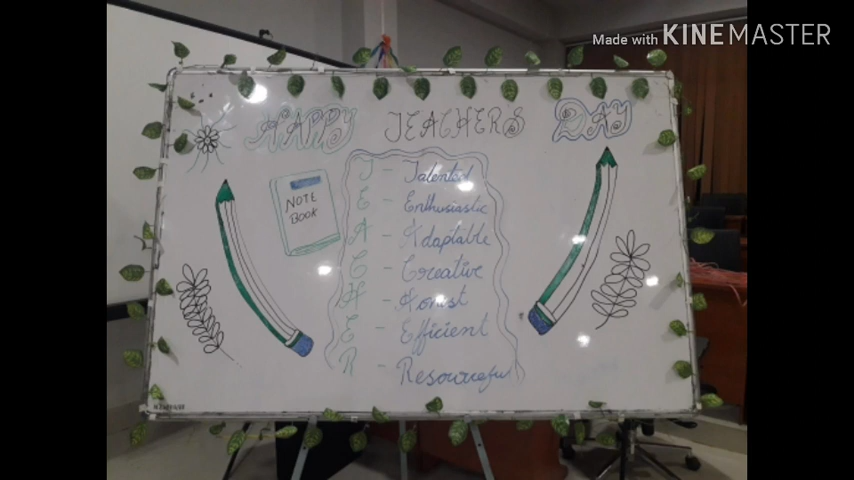 Made with KINEMASTER
HAPPY TEACHERS DAY
NOTE
BOOK
T - Talented
E - Enthusiastic
A - Adaptable
C - Creative
H - Honest
E - Efficient
R - Resourceful